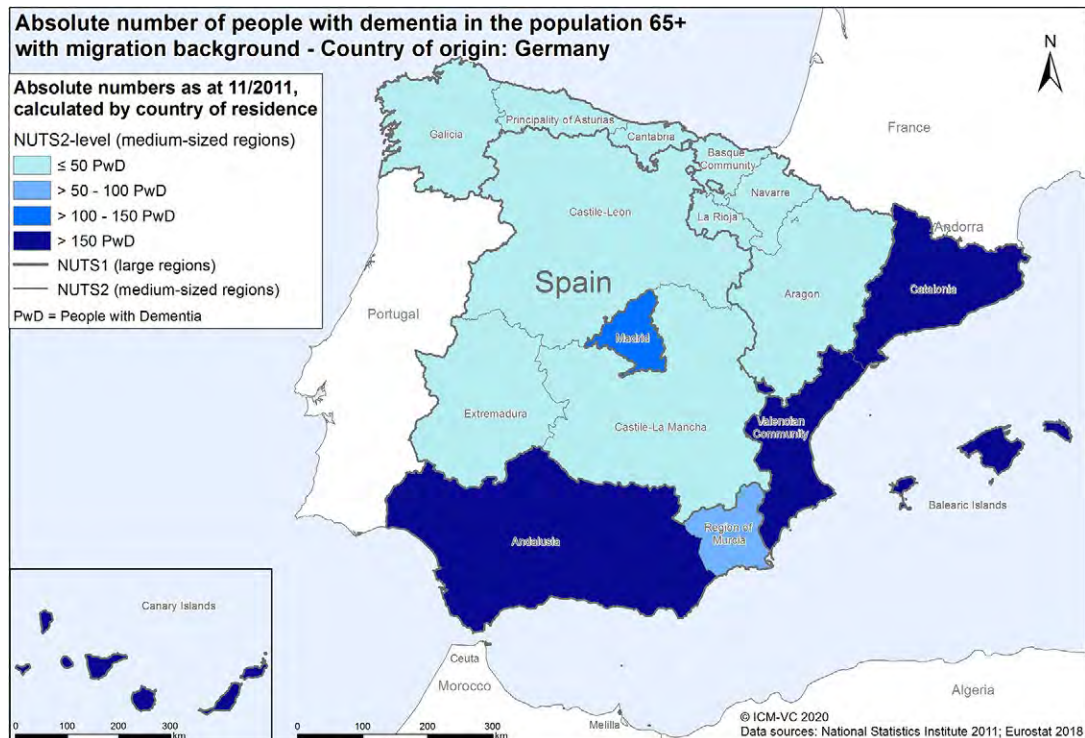 Absolute number of people with dementia in the population 65+
with migration background - Country of origin: Germany
Absolute numbers as at 11/2011,
calculated by country of residence
NUTS2-level (medium-sized regions)
≤ 50 PwD
> 50 - 100 PwD
> 100 - 150 PwD
> 150 PwD
NUTS1 (large regions)
NUTS2 (medium-sized regions)
PwD = People with Dementia
N
France
Galicia
Principality of Asturias
Cantabria
Basque
Community
Navarre
La Rioja
Castile-León
Andorra
Catalonia
Aragon
Spain
Portugal
Madrid
Extremadura
Castile-La Mancha
Valencian
Community
Balearic Islands
Region of
Murcia
Andalusia
Canary Islands
0 100 200 300
km
Ceuta
Morocco
Melilla
Algeria
0 100 200 300
km
© ICM-VC 2020
Data sources: National Statistics Institute 2011; Eurostat 2018